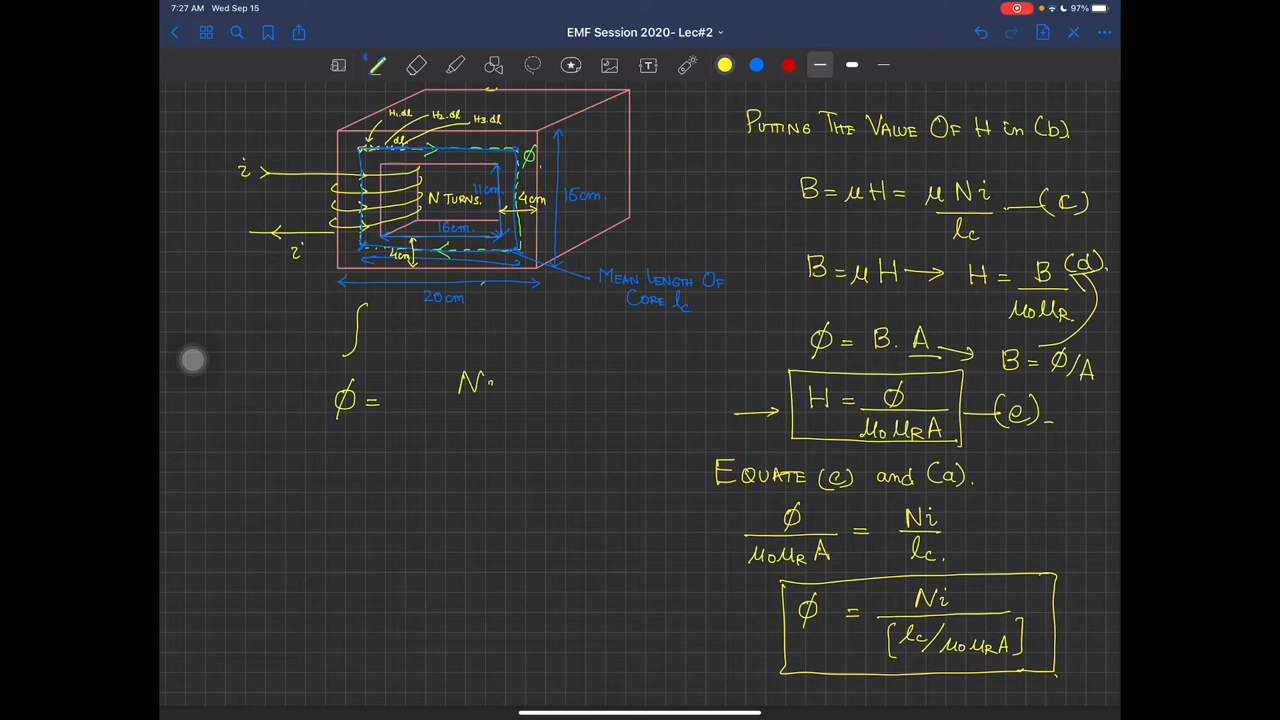 7:27 AM Wed Sep 15
97%
EMF Session 2020- Lec#2
H1.dl
H2.dl
H3.dl
dl
ϕ
i
N TURNS.
11cm.
4cm
16cm.
16cm.
4cm
i
20cm
MEAN LENGTH OF
CORE lc
∫
ϕ =
N.
PUTTING THE VALUE OF H in (b).
B = μH = μNi/lc —(c)
B = μH → H = B/μ0μR. (d).
ϕ = B. A → B = ϕ/A
→ H = ϕ/μ0μRA —(e).
EQUATE (e) and (a).
ϕ/μ0μRA = Ni/lc.
ϕ = Ni/[lc/μ0μRA]